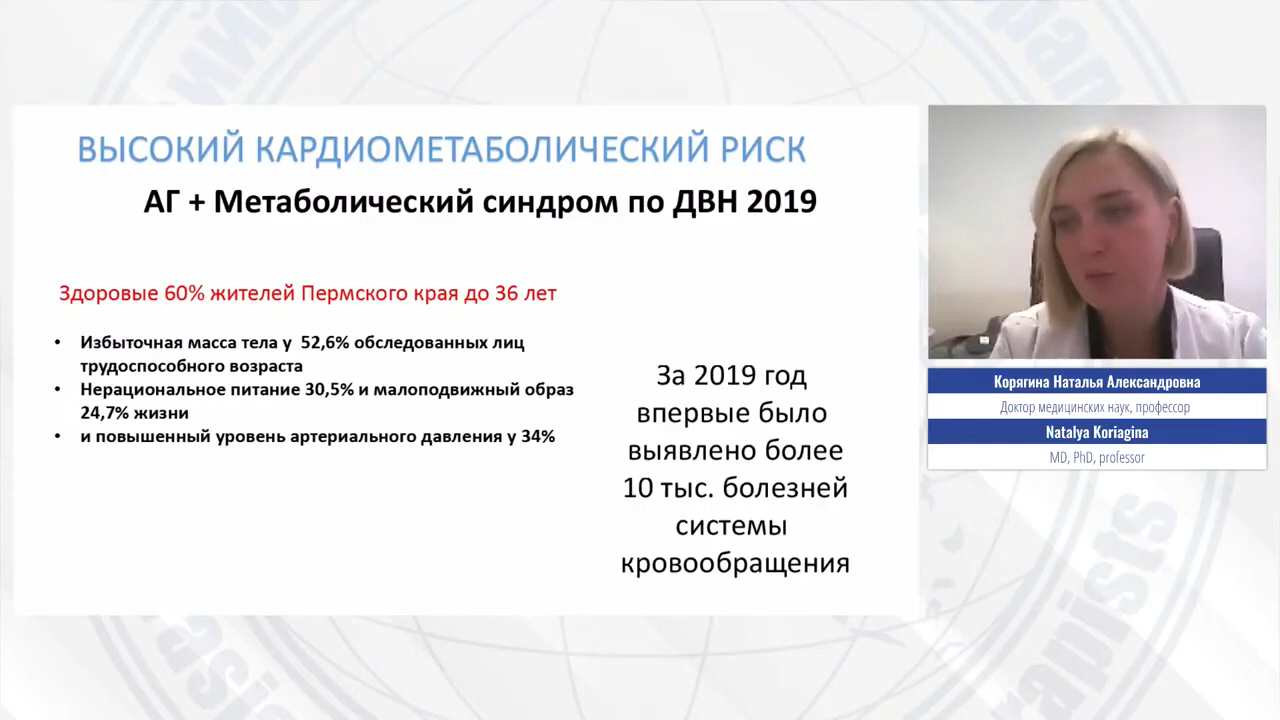 ВЫСОКИЙ КАРДИОМЕТАБОЛИЧЕСКИЙ РИСК
АГ + Метаболический синдром по ДВН 2019
Здоровые 60% жителей Пермского края до 36 лет
• Избыточная масса тела у 52,6% обследованных лиц
трудоспособного возраста
• Нерациональное питание 30,5% и малоподвижный образ
24,7% жизни
• и повышенный уровень артериального давления у 34%
За 2019 год
впервые было
выявлено более
10 тыс. болезней
системы
кровообращения
Корягина Наталья Александровна
Доктор медицинских наук, профессор
Natalya Koriagina
MD, PhD, professor